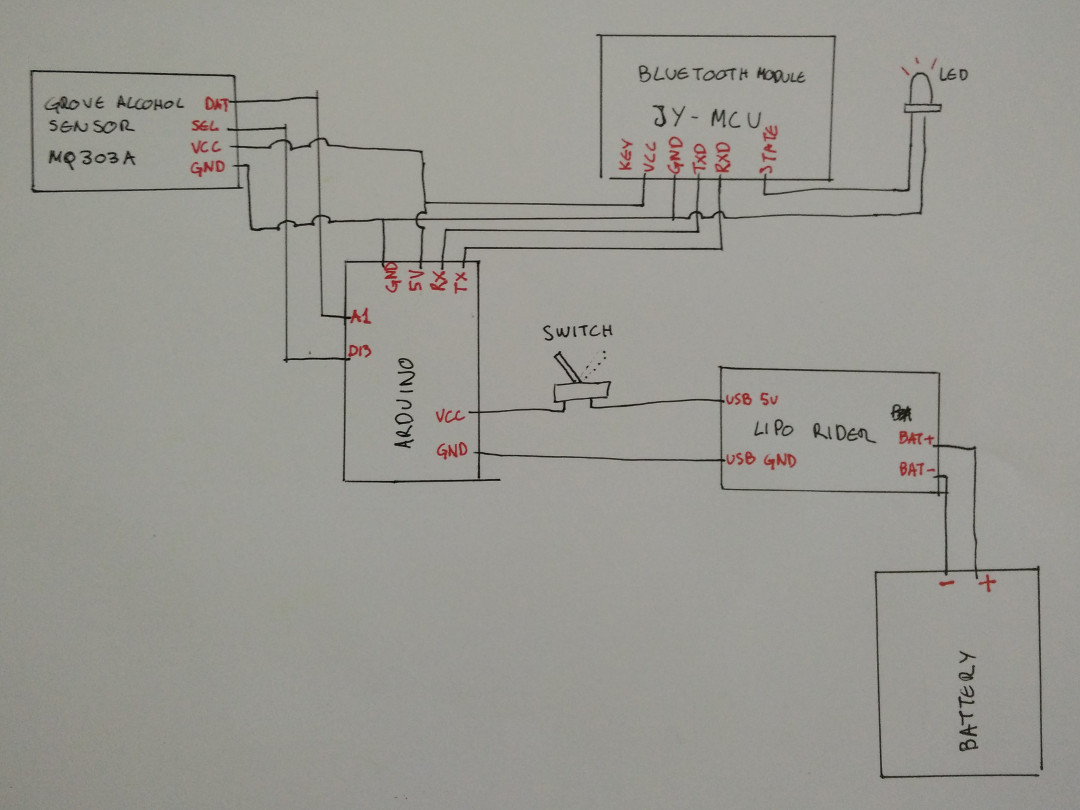 GROVE ALCOHOL DAT
SENSOR SEL
MQ303A VCC
GND
BLUETOOTH MODULE
JY-MCU
KEY
VCC
GND
TXD
RXD
STATE
LED
GND
5V
RX
TX
A1
D13
ARDUINO
VCC
GND
SWITCH
USB 5V
LIPO RIDER
BAT+
USB GND
BAT-
- +
BATTERY